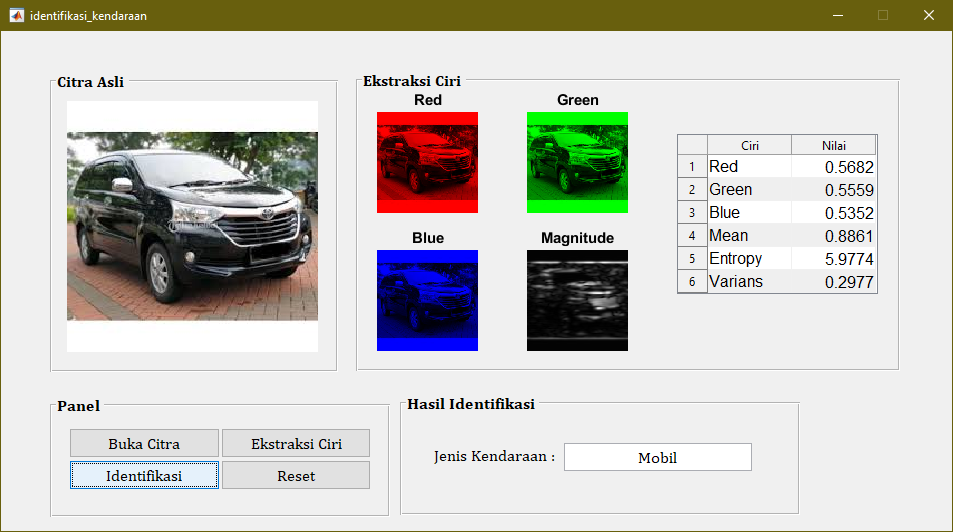 identifikasi_kendaraan
Citra Asli
Ekstraksi Ciri
Red
Green
Blue
Magnitude
Ciri Nilai
1 Red 0.5682
2 Green 0.5559
3 Blue 0.5352
4 Mean 0.8861
5 Entropy 5.9774
6 Varians 0.2977
Panel
Buka Citra
Ekstraksi Ciri
Identifikasi
Reset
Hasil Identifikasi
Jenis Kendaraan : Mobil